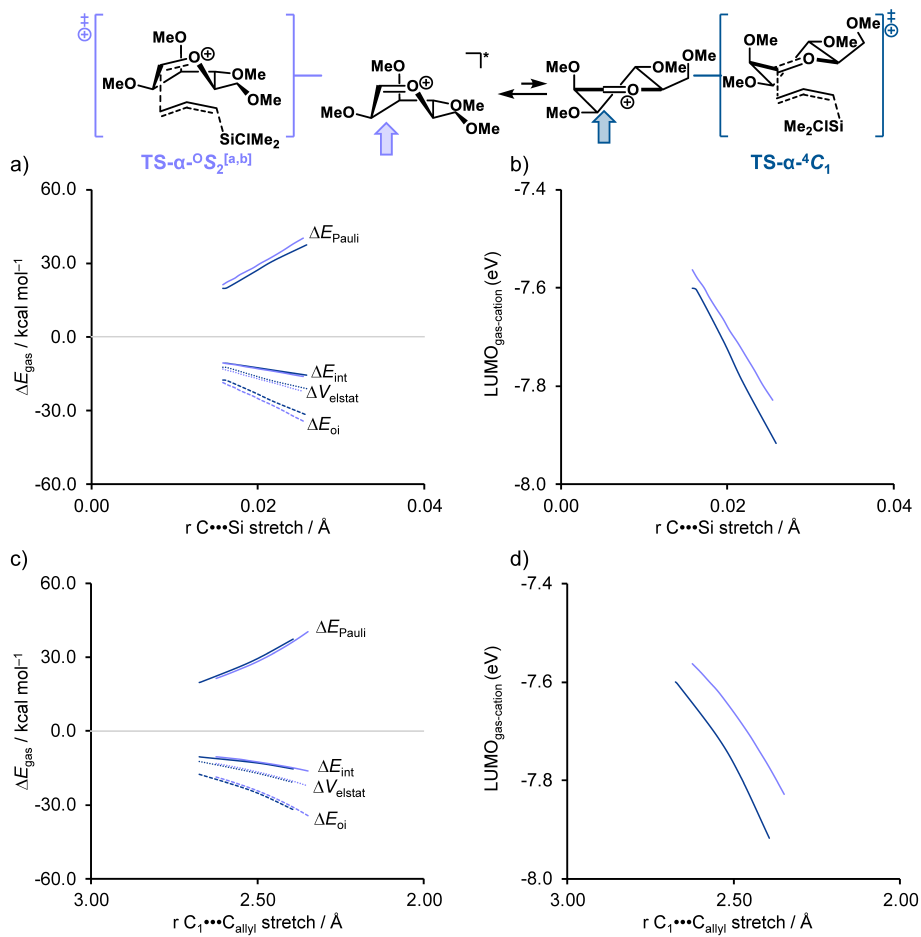 ‡
⊕
MeO
O
⊕
MeO
OMe
OMe
SiClMe2
TS-α-OS2[a,b]
]*
MeO
O
⊕
MeO
OMe
OMe
OMe
OMe
OMe
MeO
O
⊕
OMe
OMe
OMe
MeO
O
Me2ClSi
TS-α-4C1
‡
⊕
a)
60.0
30.0
0.0
-30.0
-60.0
ΔEgas / kcal mol–1
ΔEPauli
ΔEint
ΔVelstat
ΔEoi
0.00
0.02
0.04
r C•••Si stretch / Å
b)
-7.4
-7.6
-7.8
-8.0
LUMOgas-cation (eV)
0.00
0.02
0.04
r C•••Si stretch / Å
c)
60.0
30.0
0.0
-30.0
-60.0
ΔEgas / kcal mol–1
ΔEPauli
ΔEint
ΔVelstat
ΔEoi
3.00
2.50
2.00
r C1•••Callyl stretch / Å
d)
-7.4
-7.6
-7.8
-8.0
LUMOgas-cation (eV)
3.00
2.50
2.00
r C1•••Callyl stretch / Å